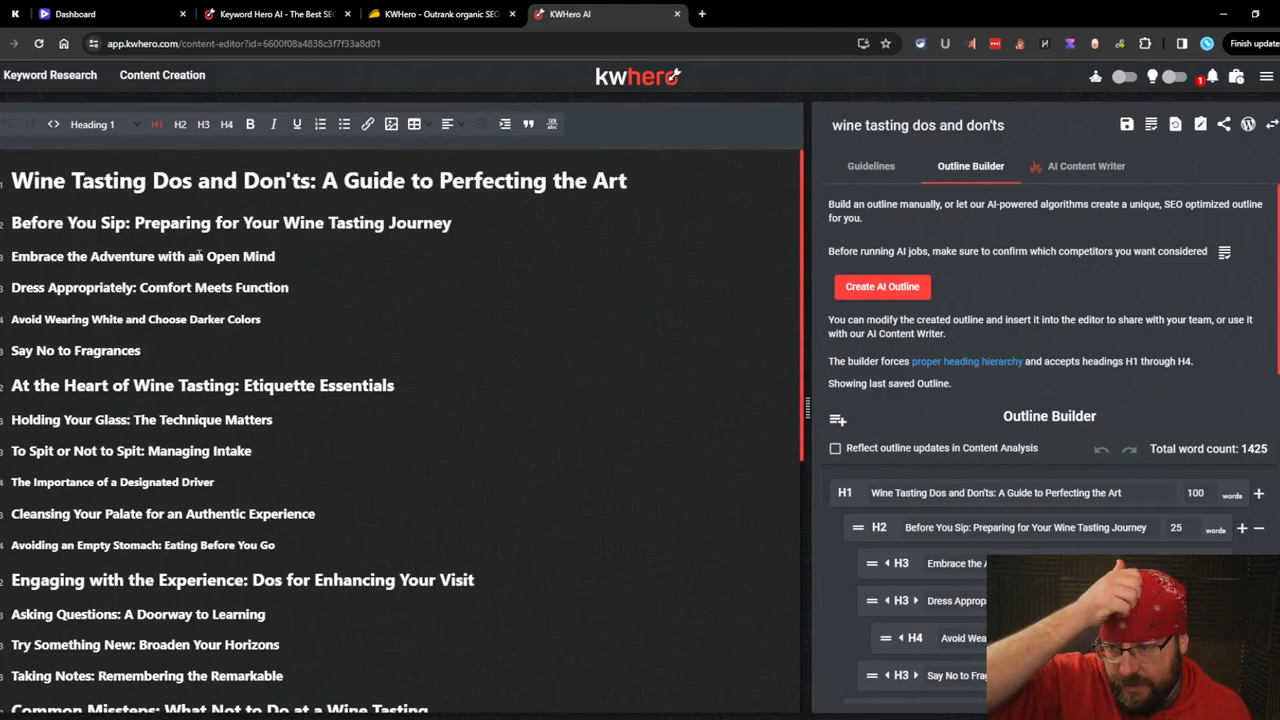 Dashboard
Keyword Hero AI - The Best SE
KWHero - Outrank organic SEO
KWHero AI
app.kwhero.com/content-editor?id=6600f08a4838c3f7f33a8d01
Finish update
Keyword Research
Content Creation
kwhero
1
Heading 1
H1 H2 H3 H4
wine tasting dos and don'ts
Guidelines
Outline Builder
AI Content Writer
Wine Tasting Dos and Don'ts: A Guide to Perfecting the Art
Before You Sip: Preparing for Your Wine Tasting Journey
Embrace the Adventure with an Open Mind
Dress Appropriately: Comfort Meets Function
Avoid Wearing White and Choose Darker Colors
Say No to Fragrances
At the Heart of Wine Tasting: Etiquette Essentials
Holding Your Glass: The Technique Matters
To Spit or Not to Spit: Managing Intake
The Importance of a Designated Driver
Cleansing Your Palate for an Authentic Experience
Avoiding an Empty Stomach: Eating Before You Go
Engaging with the Experience: Dos for Enhancing Your Visit
Asking Questions: A Doorway to Learning
Try Something New: Broaden Your Horizons
Taking Notes: Remembering the Remarkable
Common Missteps: What Not to Do at a Wine Tasting
Build an outline manually, or let our AI-powered algorithms create a unique, SEO optimized outline
for you.
Before running AI jobs, make sure to confirm which competitors you want considered
Create AI Outline
You can modify the created outline and insert it into the editor to share with your team, or use it
with our AI Content Writer.
The builder forces proper heading hierarchy and accepts headings H1 through H4.
Showing last saved Outline.
Outline Builder
Reflect outline updates in Content Analysis
Total word count: 1425
H1 Wine Tasting Dos and Don'ts: A Guide to Perfecting the Art 100 words
H2 Before You Sip: Preparing for Your Wine Tasting Journey 25 words
H3 Embrace the A
H3 Dress Approp
H4 Avoid Wea
H3 Say No to Frag